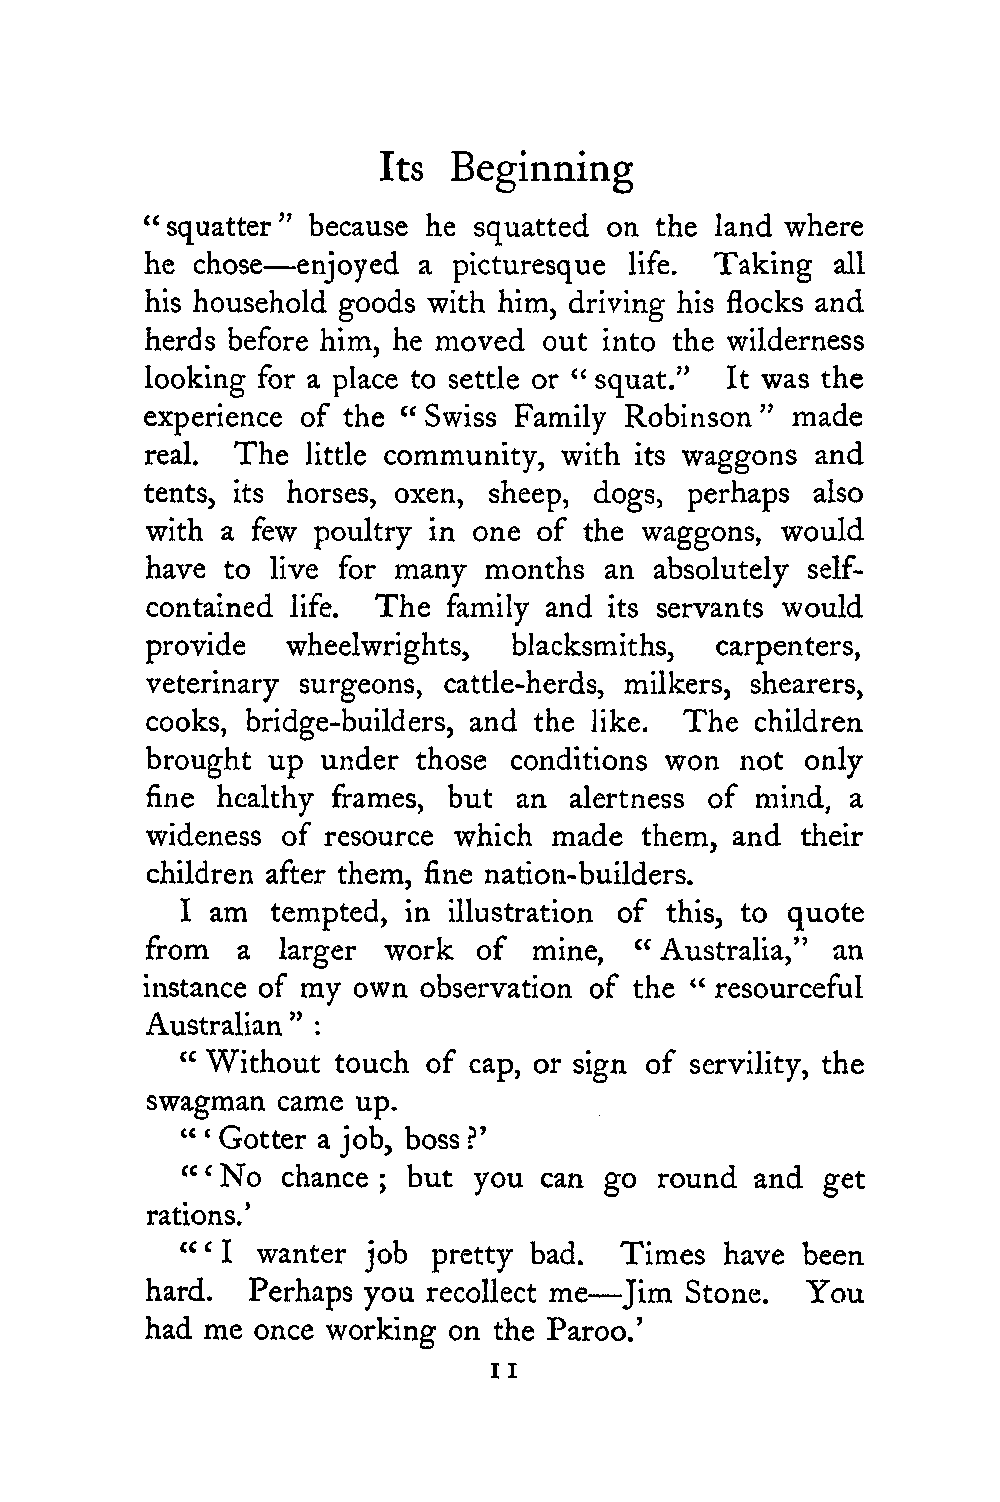 Its Beginning
“squatter” because he squatted on the land where
he chose—enjoyed a picturesque life. Taking all
his household goods with him, driving his flocks and
herds before him, he moved out into the wilderness
looking for a place to settle or “squat.” It was the
experience of the “Swiss Family Robinson” made
real. The little community, with its waggons and
tents, its horses, oxen, sheep, dogs, perhaps also
with a few poultry in one of the waggons, would
have to live for many months an absolutely self-
contained life. The family and its servants would
provide wheelwrights, blacksmiths, carpenters,
veterinary surgeons, cattle-herds, milkers, shearers,
cooks, bridge-builders, and the like. The children
brought up under those conditions won not only
fine healthy frames, but an alertness of mind, a
wideness of resource which made them, and their
children after them, fine nation-builders.
I am tempted, in illustration of this, to quote
from a larger work of mine, “Australia,” an
instance of my own observation of the “resourceful
Australian” :
“Without touch of cap, or sign of servility, the
swagman came up.
“‘Gotter a job, boss?’
“‘No chance ; but you can go round and get
rations.’
“‘I wanter job pretty bad. Times have been
hard. Perhaps you recollect me—Jim Stone. You
had me once working on the Paroo.’
11